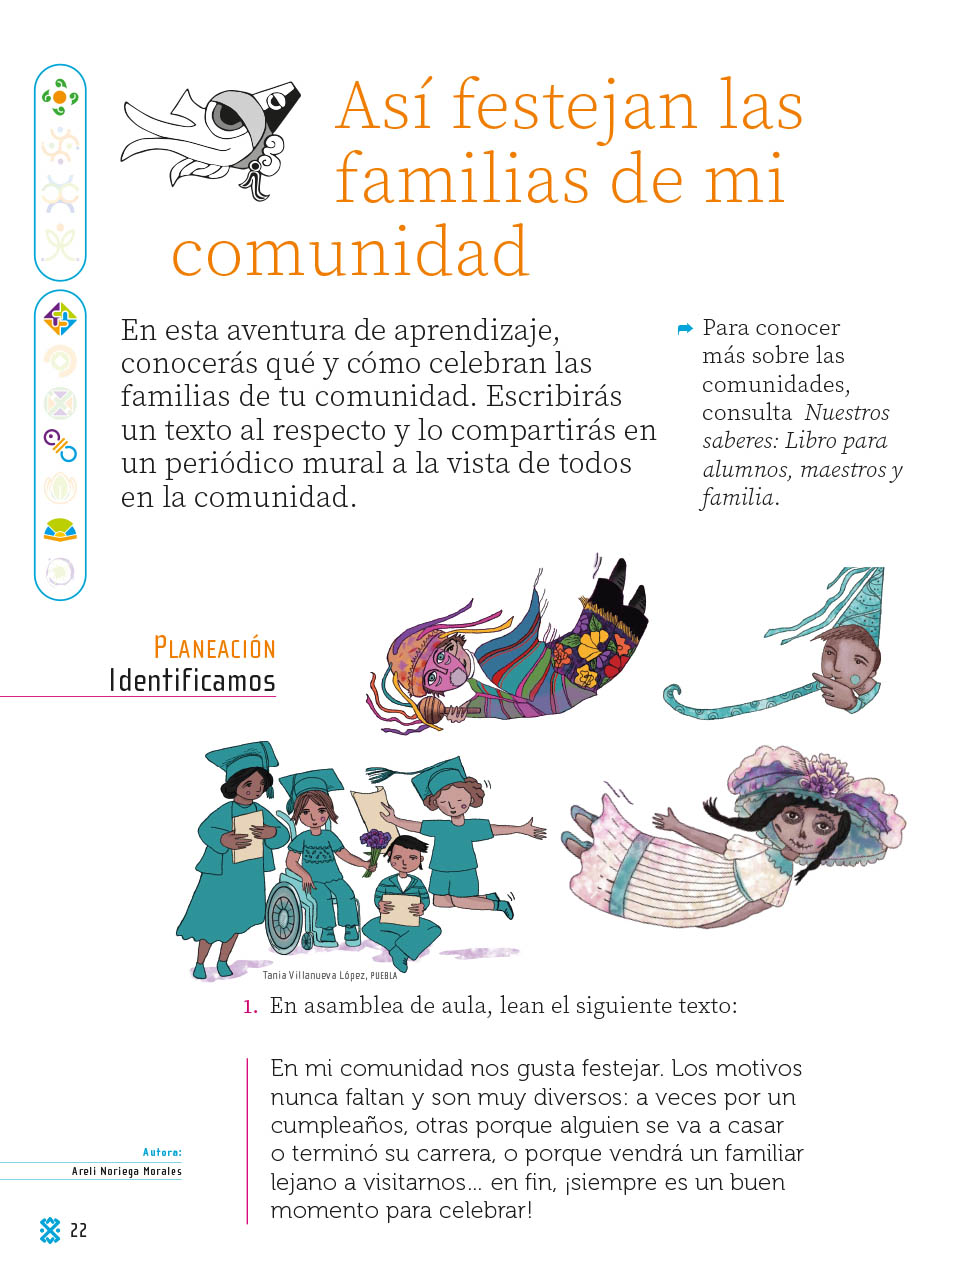 Así festejan las
familias de mi
comunidad
En esta aventura de aprendizaje,
conocerás qué y cómo celebran las
familias de tu comunidad. Escribirás
un texto al respecto y lo compartirás en
un periódico mural a la vista de todos
en la comunidad.
Para conocer
más sobre las
comunidades,
consulta Nuestros
saberes: Libro para
alumnos, maestros y
familia.
PLANEACIÓN
Identificamos
Tania Villanueva López, PUEBLA
1. En asamblea de aula, lean el siguiente texto:
En mi comunidad nos gusta festejar. Los motivos
nunca faltan y son muy diversos: a veces por un
cumpleaños, otras porque alguien se va a casar
o terminó su carrera, o porque vendrá un familiar
lejano a visitarnos... en fin, ¡siempre es un buen
momento para celebrar!
Autora:
Areli Noriega Morales
22